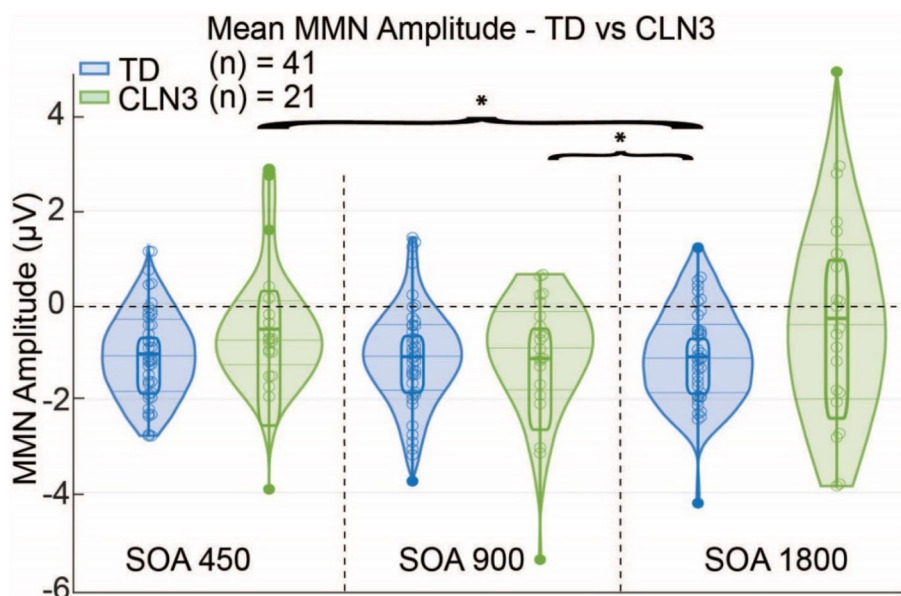 Mean MMN Amplitude - TD vs CLN3
TD (n) = 41
CLN3 (n) = 21
*
*
MMN Amplitude (µV)
4
2
0
-2
-4
-6
SOA 450
SOA 900
SOA 1800